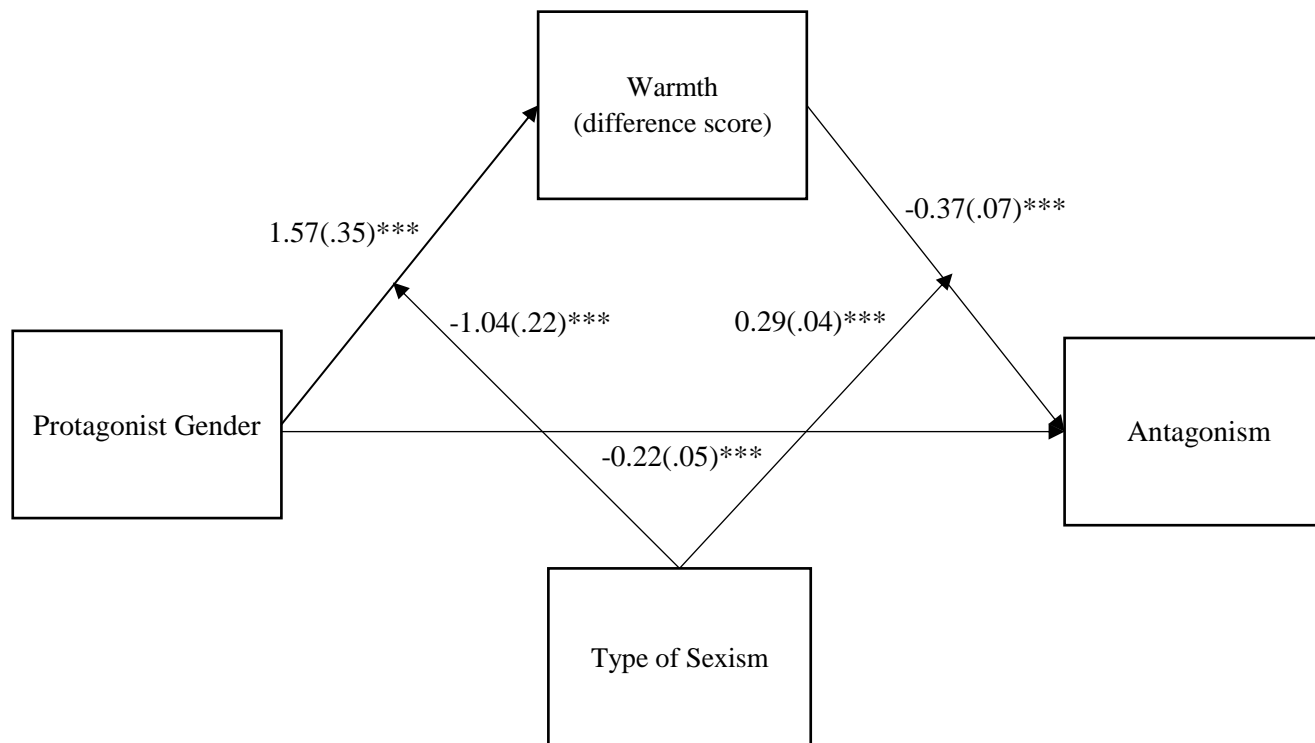 Warmth
(difference score)
1.57(.35)***
-0.37(.07)***
-1.04(.22)***
0.29(.04)***
Protagonist Gender
Antagonism
-0.22(.05)***
Type of Sexism